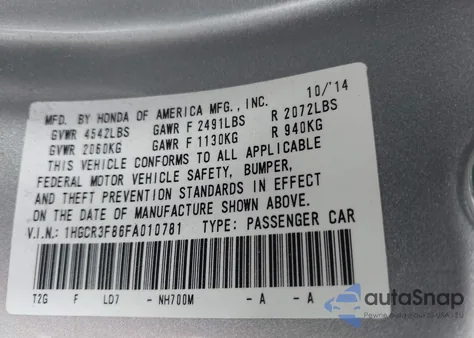 MFD. BY HONDA OF AMERICA MFG., INC. 10/'14
GVWR 4542LBS GAWR F 2491LBS R 2072LBS
GVWR 2060KG GAWR F 1130KG R 940KG
THIS VEHICLE CONFORMS TO ALL APPLICABLE
FEDERAL MOTOR VEHICLE SAFETY, BUMPER,
AND THEFT PREVENTION STANDARDS IN EFFECT
ON THE DATE OF MANUFACTURE SHOWN ABOVE.
V.I.N.: 1HGCR3F86FA010781 TYPE: PASSENGER CAR
T2G F LD7 - NH700M - A - A
autoSnap